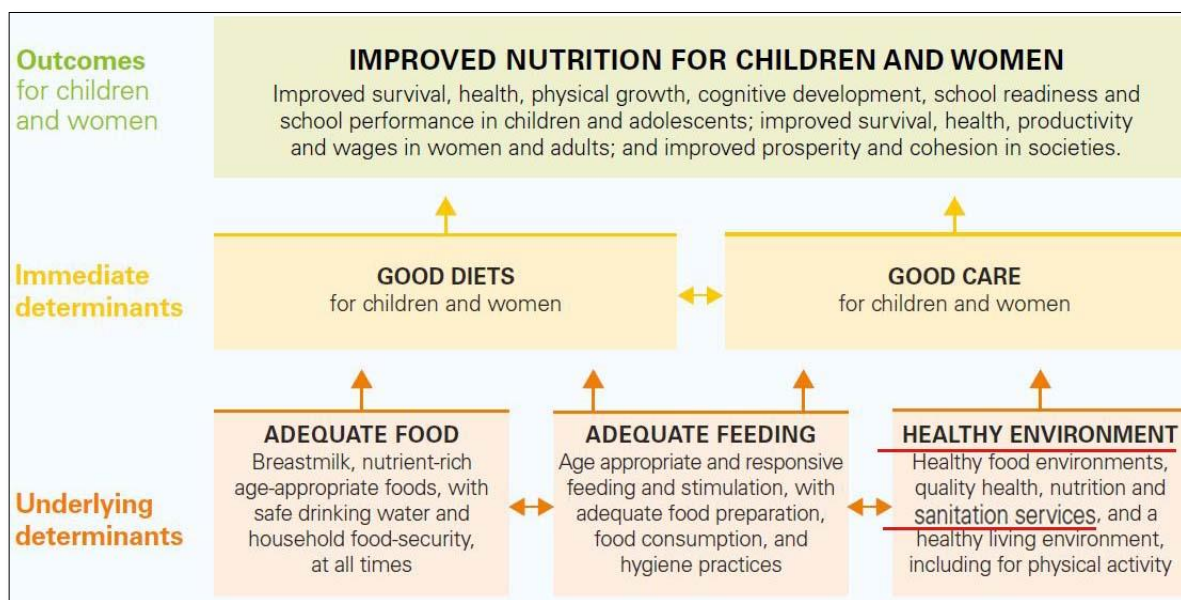 Outcomes
for children
and women
IMPROVED NUTRITION FOR CHILDREN AND WOMEN
Improved survival, health, physical growth, cognitive development, school readiness and
school performance in children and adolescents; improved survival, health, productivity
and wages in women and adults; and improved prosperity and cohesion in societies.
Immediate
determinants
GOOD DIETS
for children and women
GOOD CARE
for children and women
Underlying
determinants
ADEQUATE FOOD
Breastmilk, nutrient-rich
age-appropriate foods, with
safe drinking water and
household food-security,
at all times
ADEQUATE FEEDING
Age appropriate and responsive
feeding and stimulation, with
adequate food preparation,
food consumption, and
hygiene practices
HEALTHY ENVIRONMENT
Healthy food environments,
quality health, nutrition and
sanitation services, and a
healthy living environment,
including for physical activity